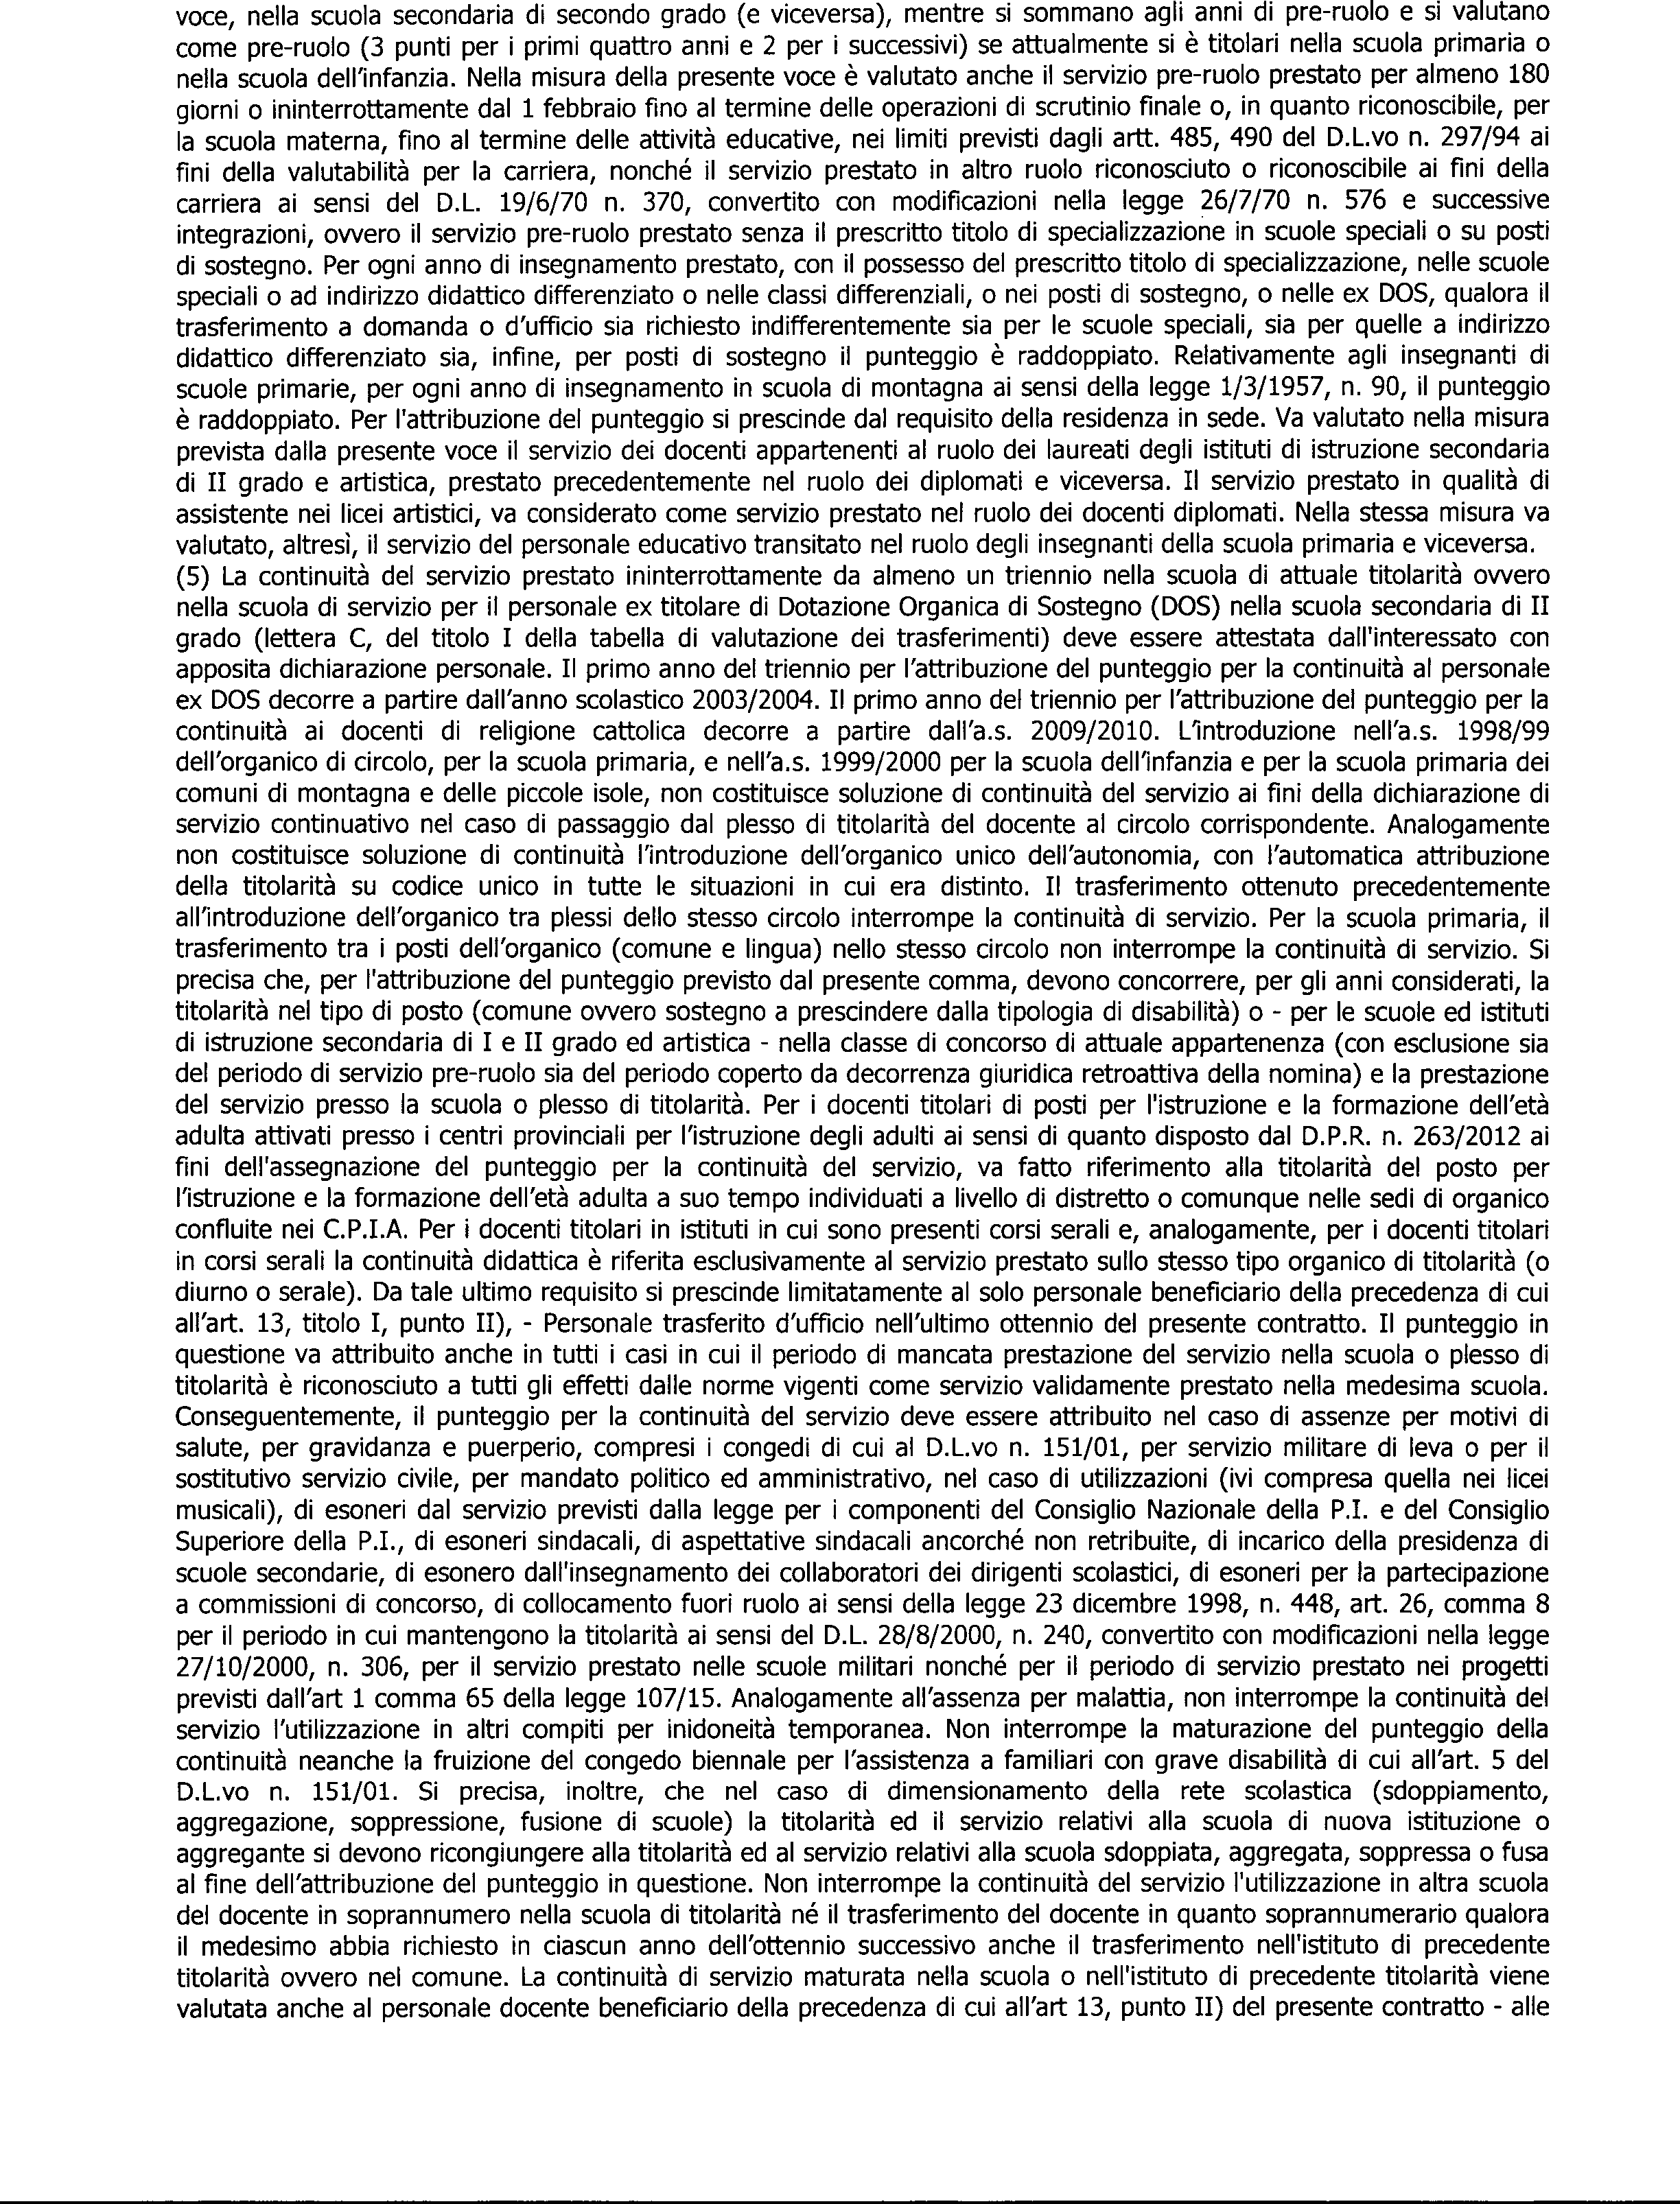 voce, nella scuola secondaria di secondo grado (e viceversa), mentre si sommano agli anni di pre-ruolo e si valutano
come pre-ruolo (3 punti per i primi quattro anni e 2 per i successivi) se attualmente si è titolari nella scuola primaria o
nella scuola dell'infanzia. Nella misura della presente voce è valutato anche il servizio pre-ruolo prestato per almeno 180
giorni o ininterrottamente dal 1 febbraio fino al termine delle operazioni di scrutinio finale o, in quanto riconoscibile, per
la scuola materna, fino al termine delle attività educative, nei limiti previsti dagli artt. 485, 490 del D.L.vo n. 297/94 ai
fini della valutabilità per la carriera, nonché il servizio prestato in altro ruolo riconosciuto o riconoscibile ai fini della
carriera ai sensi del D.L. 19/6/70 n. 370, convertito con modificazioni nella legge 26/7/70 n. 576 e successive
integrazioni, ovvero il servizio pre-ruolo prestato senza il prescritto titolo di specializzazione in scuole speciali o su posti
di sostegno. Per ogni anno di insegnamento prestato, con il possesso del prescritto titolo di specializzazione, nelle scuole
speciali o ad indirizzo didattico differenziato o nelle classi differenziali, o nei posti di sostegno, o nelle ex DOS, qualora il
trasferimento a domanda o d'ufficio sia richiesto indifferentemente sia per le scuole speciali, sia per quelle a indirizzo
didattico differenziato sia, infine, per posti di sostegno il punteggio è raddoppiato. Relativamente agli insegnanti di
scuole primarie, per ogni anno di insegnamento in scuola di montagna ai sensi della legge 1/3/1957, n. 90, il punteggio
è raddoppiato. Per l'attribuzione del punteggio si prescinde dal requisito della residenza in sede. Va valutato nella misura
prevista dalla presente voce il servizio dei docenti appartenenti al ruolo dei laureati degli istituti di istruzione secondaria
di II grado e artistica, prestato precedentemente nel ruolo dei diplomati e viceversa. Il servizio prestato in qualità di
assistente nei licei artistici, va considerato come servizio prestato nel ruolo dei docenti diplomati. Nella stessa misura va
valutato, altresì, il servizio del personale educativo transitato nel ruolo degli insegnanti della scuola primaria e viceversa.
(5) La continuità del servizio prestato ininterrottamente da almeno un triennio nella scuola di attuale titolarità ovvero
nella scuola di servizio per il personale ex titolare di Dotazione Organica di Sostegno (DOS) nella scuola secondaria di II
grado (lettera C, del titolo I della tabella di valutazione dei trasferimenti) deve essere attestata dall'interessato con
apposita dichiarazione personale. Il primo anno del triennio per l'attribuzione del punteggio per la continuità al personale
ex DOS decorre a partire dall'anno scolastico 2003/2004. Il primo anno del triennio per l'attribuzione del punteggio per la
continuità ai docenti di religione cattolica decorre a partire dall'a.s. 2009/2010. L'introduzione nell'a.s. 1998/99
dell'organico di circolo, per la scuola primaria, e nell'a.s. 1999/2000 per la scuola dell'infanzia e per la scuola primaria dei
comuni di montagna e delle piccole isole, non costituisce soluzione di continuità del servizio ai fini della dichiarazione di
servizio continuativo nel caso di passaggio dal plesso di titolarità del docente al circolo corrispondente. Analogamente
non costituisce soluzione di continuità l'introduzione dell'organico unico dell'autonomia, con l'automatica attribuzione
della titolarità su codice unico in tutte le situazioni in cui era distinto. Il trasferimento ottenuto precedentemente
all'introduzione dell'organico tra plessi dello stesso circolo interrompe la continuità di servizio. Per la scuola primaria, il
trasferimento tra i posti dell'organico (comune e lingua) nello stesso circolo non interrompe la continuità di servizio. Si
precisa che, per l'attribuzione del punteggio previsto dal presente comma, devono concorrere, per gli anni considerati, la
titolarità nel tipo di posto (comune ovvero sostegno a prescindere dalla tipologia di disabilità) o - per le scuole ed istituti
di istruzione secondaria di I e II grado ed artistica - nella classe di concorso di attuale appartenenza (con esclusione sia
del periodo di servizio pre-ruolo sia del periodo coperto da decorrenza giuridica retroattiva della nomina) e la prestazione
del servizio presso la scuola o plesso di titolarità. Per i docenti titolari di posti per l'istruzione e la formazione dell'età
adulta attivati presso i centri provinciali per l'istruzione degli adulti ai sensi di quanto disposto dal D.P.R. n. 263/2012 ai
fini dell'assegnazione del punteggio per la continuità del servizio, va fatto riferimento alla titolarità del posto per
l'istruzione e la formazione dell'età adulta a suo tempo individuati a livello di distretto o comunque nelle sedi di organico
confluite nei C.P.I.A. Per i docenti titolari in istituti in cui sono presenti corsi serali e, analogamente, per i docenti titolari
in corsi serali la continuità didattica è riferita esclusivamente al servizio prestato sullo stesso tipo organico di titolarità (o
diurno o serale). Da tale ultimo requisito si prescinde limitatamente al solo personale beneficiario della precedenza di cui
all'art. 13, titolo I, punto II), - Personale trasferito d'ufficio nell'ultimo ottennio del presente contratto. Il punteggio in
questione va attribuito anche in tutti i casi in cui il periodo di mancata prestazione del servizio nella scuola o plesso di
titolarità è riconosciuto a tutti gli effetti dalle norme vigenti come servizio validamente prestato nella medesima scuola.
Conseguentemente, il punteggio per la continuità del servizio deve essere attribuito nel caso di assenze per motivi di
salute, per gravidanza e puerperio, compresi i congedi di cui al D.L.vo n. 151/01, per servizio militare di leva o per il
sostitutivo servizio civile, per mandato politico ed amministrativo, nel caso di utilizzazioni (ivi compresa quella nei licei
musicali), di esoneri dal servizio previsti dalla legge per i componenti del Consiglio Nazionale della P.I. e del Consiglio
Superiore della P.I., di esoneri sindacali, di aspettative sindacali ancorché non retribuite, di incarico della presidenza di
scuole secondarie, di esonero dall'insegnamento dei collaboratori dei dirigenti scolastici, di esoneri per la partecipazione
a commissioni di concorso, di collocamento fuori ruolo ai sensi della legge 23 dicembre 1998, n. 448, art. 26, comma 8
per il periodo in cui mantengono la titolarità ai sensi del D.L. 28/8/2000, n. 240, convertito con modificazioni nella legge
27/10/2000, n. 306, per il servizio prestato nelle scuole militari nonché per il periodo di servizio prestato nei progetti
previsti dall'art 1 comma 65 della legge 107/15. Analogamente all'assenza per malattia, non interrompe la continuità del
servizio l'utilizzazione in altri compiti per inidoneità temporanea. Non interrompe la maturazione del punteggio della
continuità neanche la fruizione del congedo biennale per l'assistenza a familiari con grave disabilità di cui all'art. 5 del
D.L.vo n. 151/01. Si precisa, inoltre, che nel caso di dimensionamento della rete scolastica (sdoppiamento,
aggregazione, soppressione, fusione di scuole) la titolarità ed il servizio relativi alla scuola di nuova istituzione o
aggregante si devono ricongiungere alla titolarità ed al servizio relativi alla scuola sdoppiata, aggregata, soppressa o fusa
al fine dell'attribuzione del punteggio in questione. Non interrompe la continuità del servizio l'utilizzazione in altra scuola
del docente in soprannumero nella scuola di titolarità né il trasferimento del docente in quanto soprannumerario qualora
il medesimo abbia richiesto in ciascun anno dell'ottennio successivo anche il trasferimento nell'istituto di precedente
titolarità ovvero nel comune. La continuità di servizio maturata nella scuola o nell'istituto di precedente titolarità viene
valutata anche al personale docente beneficiario della precedenza di cui all'art 13, punto II) del presente contratto - alle